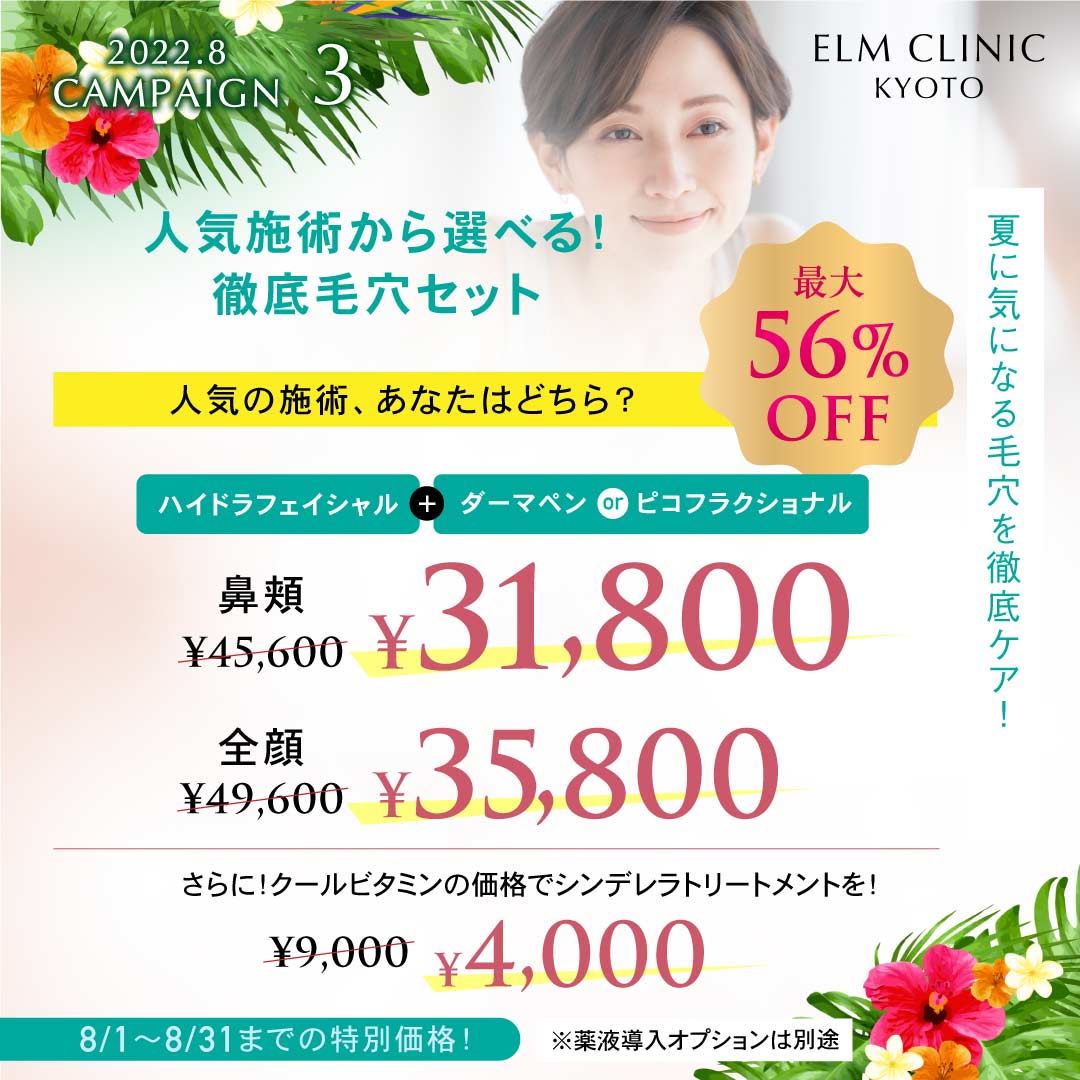 2022.8
CAMPAIGN 3
ELM CLINIC
KYOTO
人気施術から選べる!
徹底毛穴セット
最大
56%
OFF
夏に気になる毛穴を徹底ケア!
人気の施術、あなたはどちら?
ハイドラフェイシャル + ダーマペン or ピコフラクショナル
鼻頬
¥45,600 ¥31,800
全顔
¥49,600 ¥35,800
さらに!クールビタミンの価格でシンデレラトリートメントを!
¥9,000 ¥4,000
8/1〜8/31までの特別価格!
※薬液導入オプションは別途